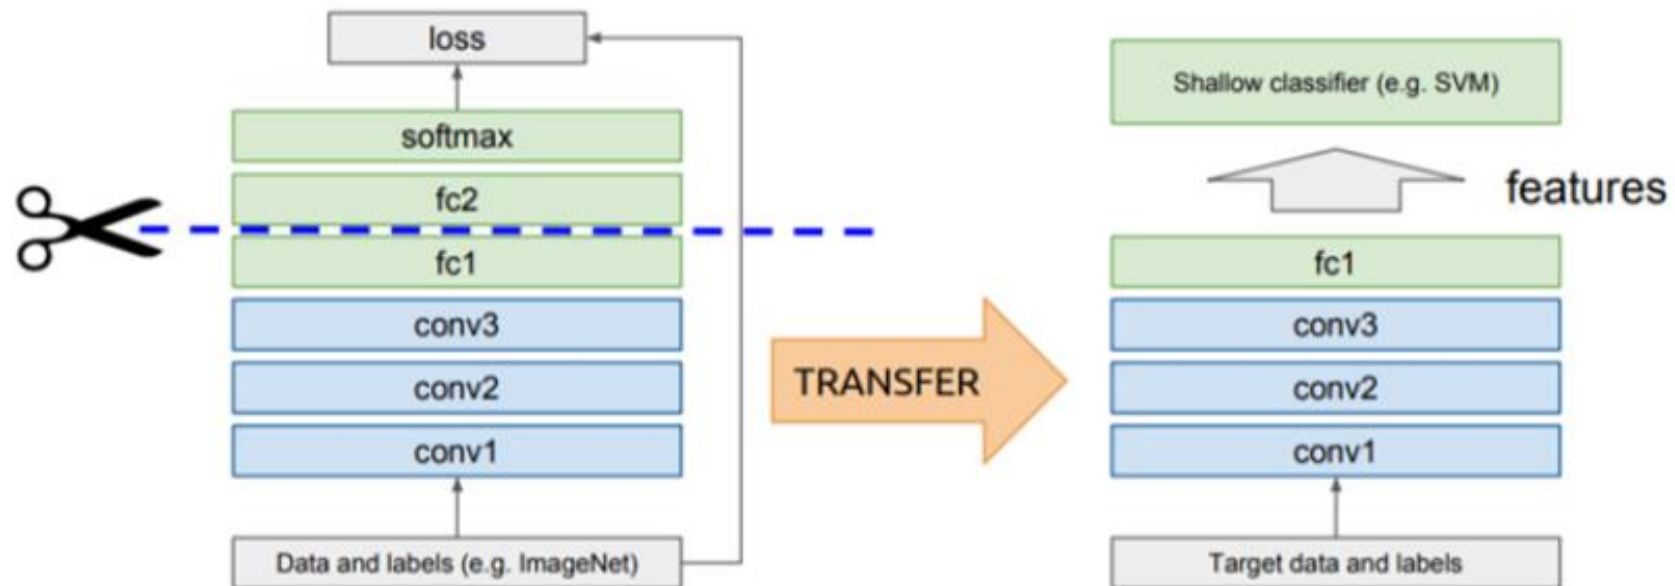 loss
softmax
fc2
fc1
conv3
conv2
conv1
Data and labels (e.g. ImageNet)
TRANSFER
Shallow classifier (e.g. SVM)
features
fc1
conv3
conv2
conv1
Target data and labels